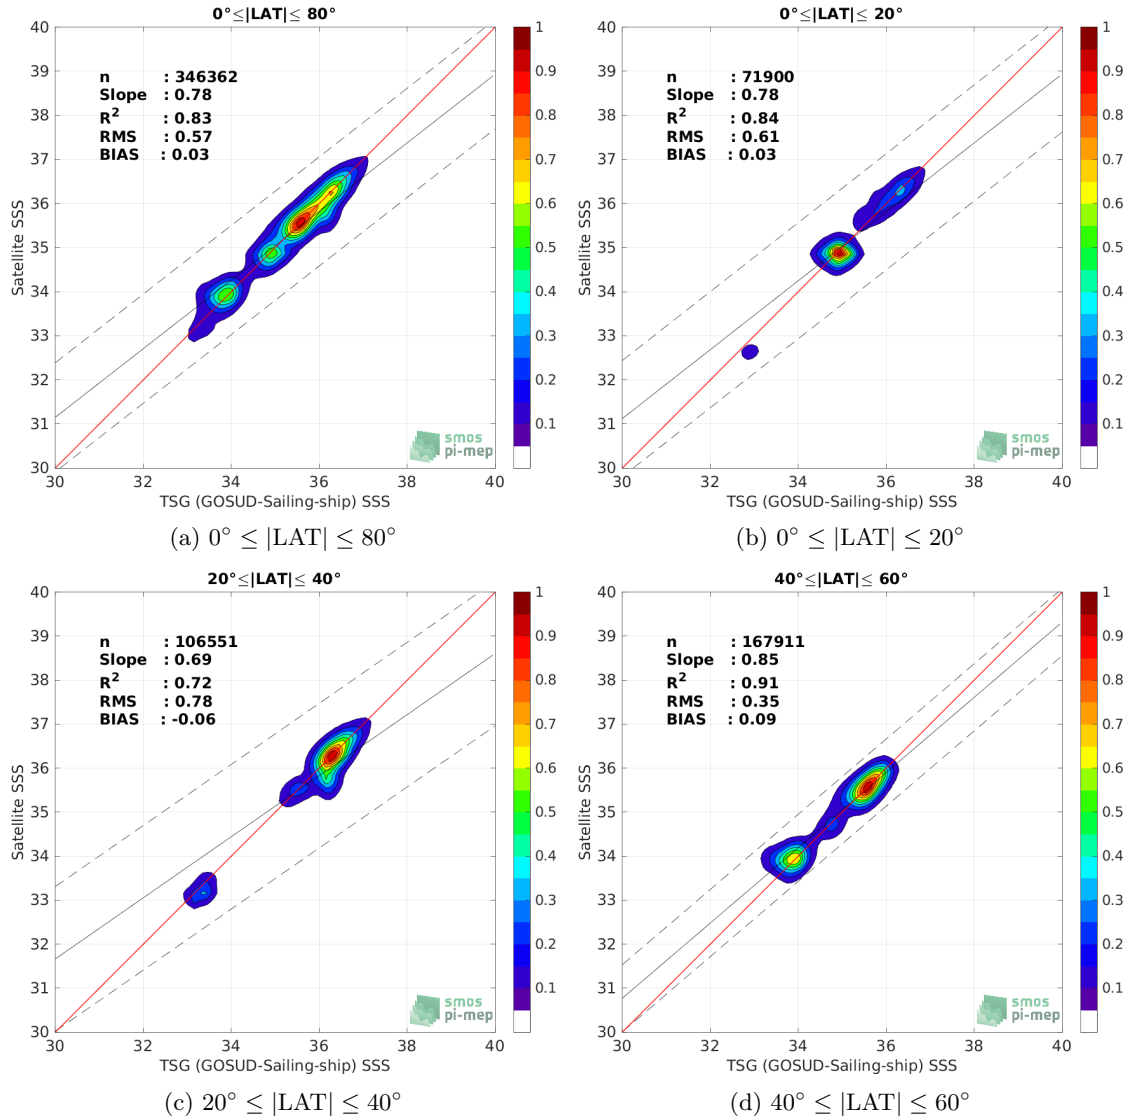 0°≤|LAT|≤ 80°
n : 346362
Slope : 0.78
R² : 0.83
RMS : 0.57
BIAS : 0.03
Satellite SSS
40
39
38
37
36
35
34
33
32
31
30
30 32 34 36 38 40
TSG (GOSUD-Sailing-ship) SSS
smos
pi-mep
1
0.9
0.8
0.7
0.6
0.5
0.4
0.3
0.2
0.1
(a) 0° ≤ |LAT| ≤ 80°
0°≤|LAT|≤ 20°
n : 71900
Slope : 0.78
R² : 0.84
RMS : 0.61
BIAS : 0.03
Satellite SSS
40
39
38
37
36
35
34
33
32
31
30
30 32 34 36 38 40
TSG (GOSUD-Sailing-ship) SSS
smos
pi-mep
1
0.9
0.8
0.7
0.6
0.5
0.4
0.3
0.2
0.1
(b) 0° ≤ |LAT| ≤ 20°
20°≤|LAT|≤ 40°
n : 106551
Slope : 0.69
R² : 0.72
RMS : 0.78
BIAS : -0.06
Satellite SSS
40
39
38
37
36
35
34
33
32
31
30
30 32 34 36 38 40
TSG (GOSUD-Sailing-ship) SSS
smos
pi-mep
1
0.9
0.8
0.7
0.6
0.5
0.4
0.3
0.2
0.1
(c) 20° ≤ |LAT| ≤ 40°
40°≤|LAT|≤ 60°
n : 167911
Slope : 0.85
R² : 0.91
RMS : 0.35
BIAS : 0.09
Satellite SSS
40
39
38
37
36
35
34
33
32
31
30
30 32 34 36 38 40
TSG (GOSUD-Sailing-ship) SSS
smos
pi-mep
1
0.9
0.8
0.7
0.6
0.5
0.4
0.3
0.2
0.1
(d) 40° ≤ |LAT| ≤ 60°